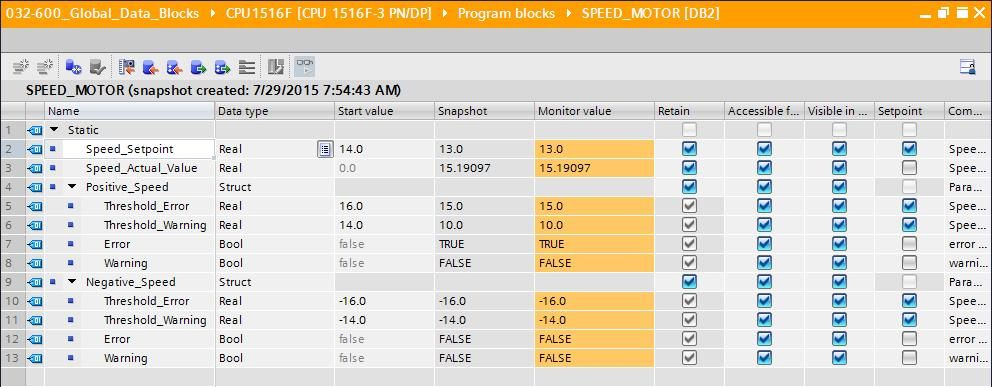 032-600_Global_Data_Blocks CPU1516F [CPU 1516F-3 PN/DP] Program blocks SPEED_MOTOR [DB2]
SPEED_MOTOR (snapshot created: 7/29/2015 7:54:43 AM)
Name Data type Start value Snapshot Monitor value Retain Accessible f... Visible in ... Setpoint Com...
1 Static
2 Speed_Setpoint Real 14.0 13.0 13.0 Spee...
3 Speed_Actual_Value Real 0.0 15.19097 15.19097 Spee...
4 Positive_Speed Struct Para...
5 Threshold_Error Real 16.0 15.0 15.0 Spee...
6 Threshold_Warning Real 14.0 10.0 10.0 Spee...
7 Error Bool false TRUE TRUE error ...
8 Warning Bool false FALSE FALSE warni...
9 Negative_Speed Struct Para...
10 Threshold_Error Real -16.0 -16.0 -16.0 Spee...
11 Threshold_Warning Real -14.0 -14.0 -14.0 Spee...
12 Error Bool false FALSE FALSE error ...
13 Warning Bool false FALSE FALSE warni...